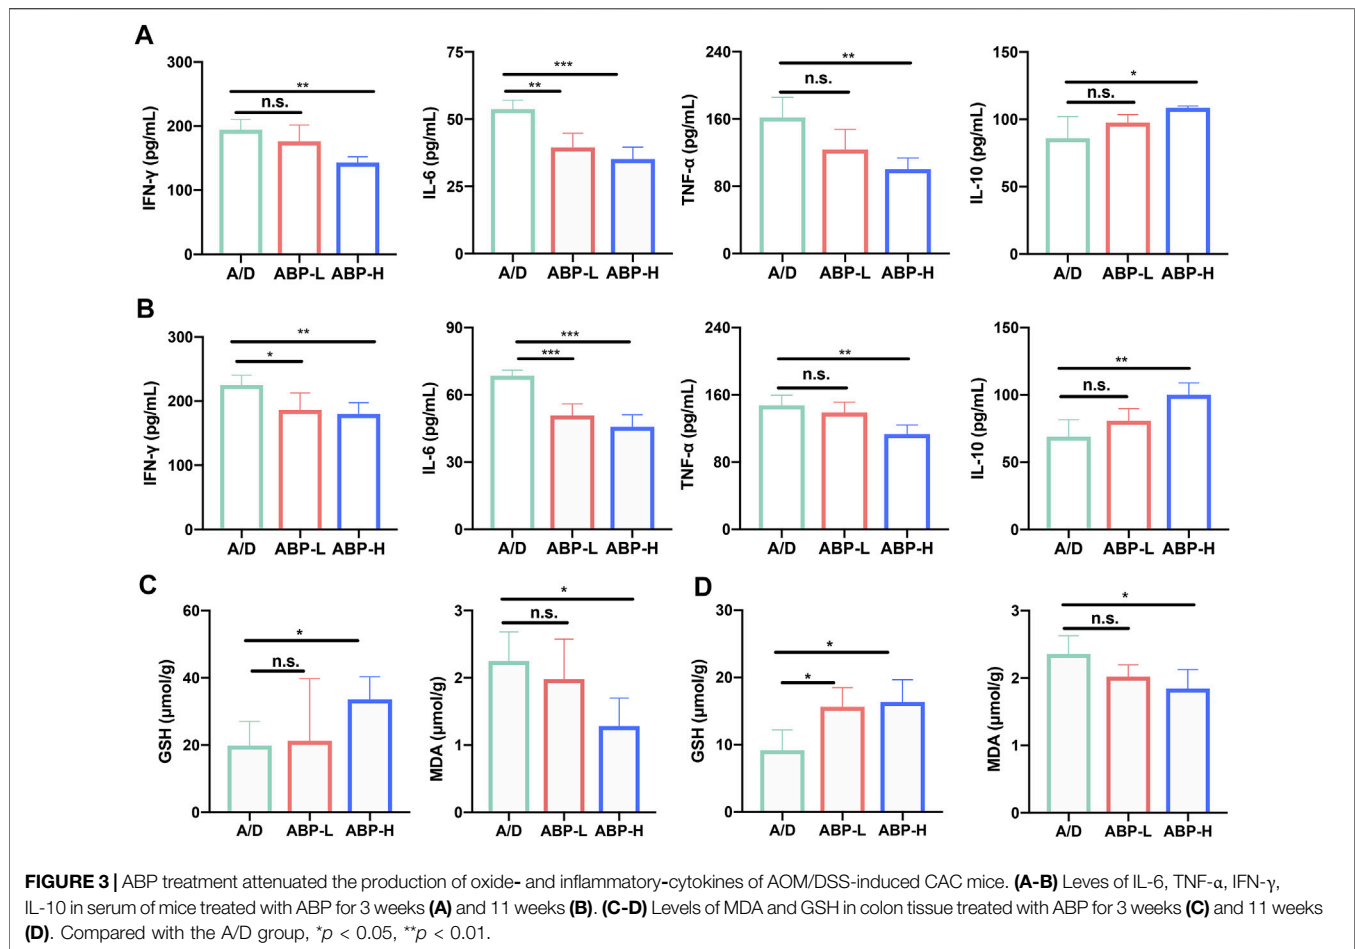 A
300
200
100
0
IFN-γ (pg/mL)
**
n.s.
A/D ABP-L ABP-H
75
50
25
0
IL-6 (pg/mL)
***
**
A/D ABP-L ABP-H
240
160
80
0
TNF-α (pg/mL)
**
n.s.
A/D ABP-L ABP-H
150
100
50
0
IL-10 (pg/mL)
*
n.s.
A/D ABP-L ABP-H
B
300
200
100
0
IFN-γ (pg/mL)
**
*
A/D ABP-L ABP-H
90
60
30
0
IL-6 (pg/mL)
***
***
A/D ABP-L ABP-H
240
160
80
0
TNF-α (pg/mL)
**
n.s.
A/D ABP-L ABP-H
150
100
50
0
IL-10 (pg/mL)
**
n.s.
A/D ABP-L ABP-H
C
60
40
20
0
GSH (μmol/g)
*
n.s.
A/D ABP-L ABP-H
3
2
1
0
MDA (μmol/g)
*
n.s.
A/D ABP-L ABP-H
D
30
20
10
0
GSH (μmol/g)
*
*
A/D ABP-L ABP-H
3
2
1
0
MDA (μmol/g)
*
n.s.
A/D ABP-L ABP-H
FIGURE 3 | ABP treatment attenuated the production of oxide- and inflammatory-cytokines of AOM/DSS-induced CAC mice. (A-B) Leves of IL-6, TNF-α, IFN-γ,
IL-10 in serum of mice treated with ABP for 3 weeks (A) and 11 weeks (B). (C-D) Levels of MDA and GSH in colon tissue treated with ABP for 3 weeks (C) and 11 weeks
(D). Compared with the A/D group, *p < 0.05, **p < 0.01.